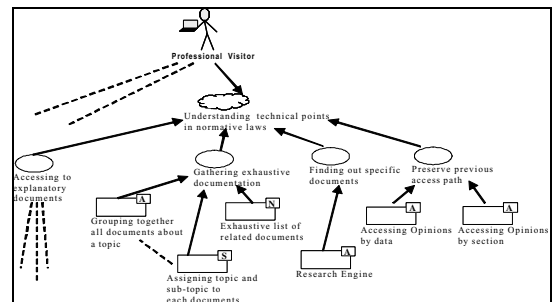 Professional Visitor
Understanding technical points
in normative laws
Accessing to
explanatory
documents
Gathering exhaustive
documentation
Finding out specific
documents
Preserve previous
access path
A
Grouping together
all documents about
a topic
N
Exhaustive list of
related documents
A
Accessing Opinions
by data
A
Accessing Opinions
by section
S
Assigning topic and
sub-topic to
each documents
A
Research Engine